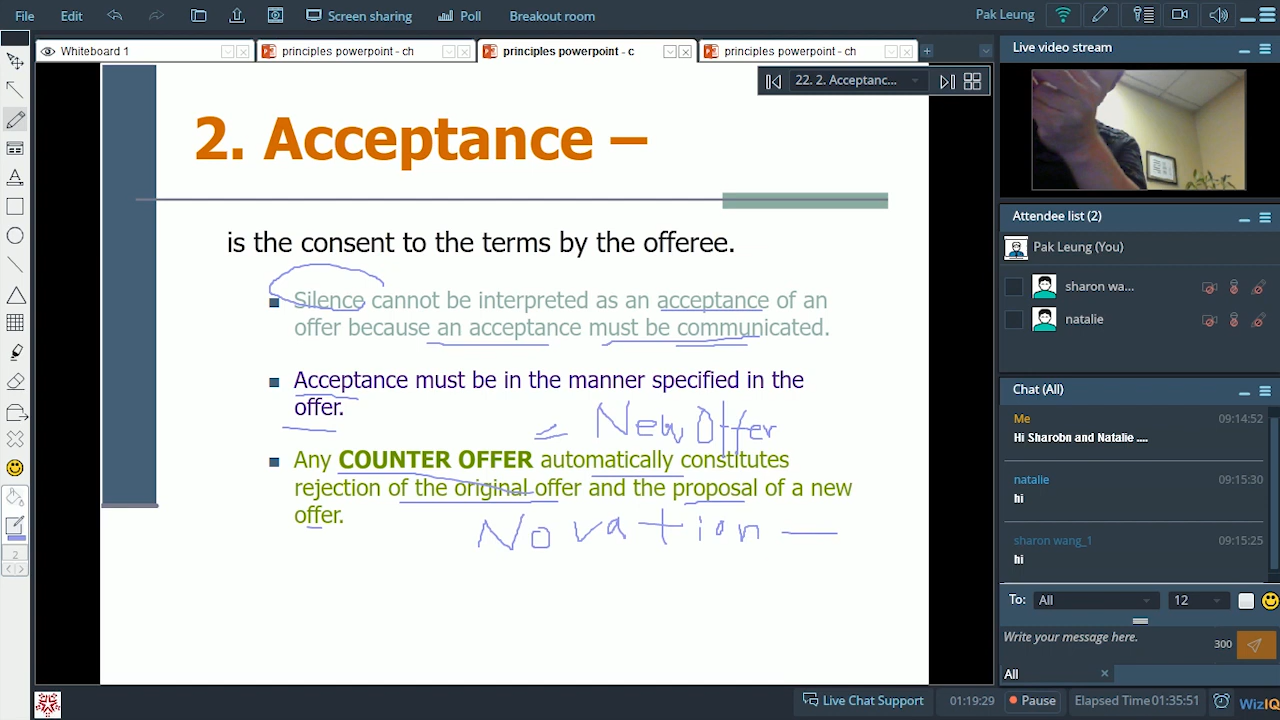 File Edit Screen sharing Poll Breakout room Pak Leung
Whiteboard 1 principles powerpoint - ch principles powerpoint - c principles powerpoint - ch
Live video stream
22. 2. Acceptanc...
2. Acceptance –
is the consent to the terms by the offeree.
Silence cannot be interpreted as an acceptance of an
offer because an acceptance must be communicated.
Acceptance must be in the manner specified in the
offer.
= New Offer
Any COUNTER OFFER automatically constitutes
rejection of the original offer and the proposal of a new
offer.
Novation —
Attendee list (2)
Pak Leung (You)
sharon wa...
natalie
Chat (All)
Me 09:14:52
Hi Sharobn and Natalie ....
natalie 09:15:30
hi
sharon wang_1 09:15:25
hi
To: All 12
Write your message here. 300
All
2
Live Chat Support 01:19:29 Pause Elapsed Time 01:35:51 WizIQ